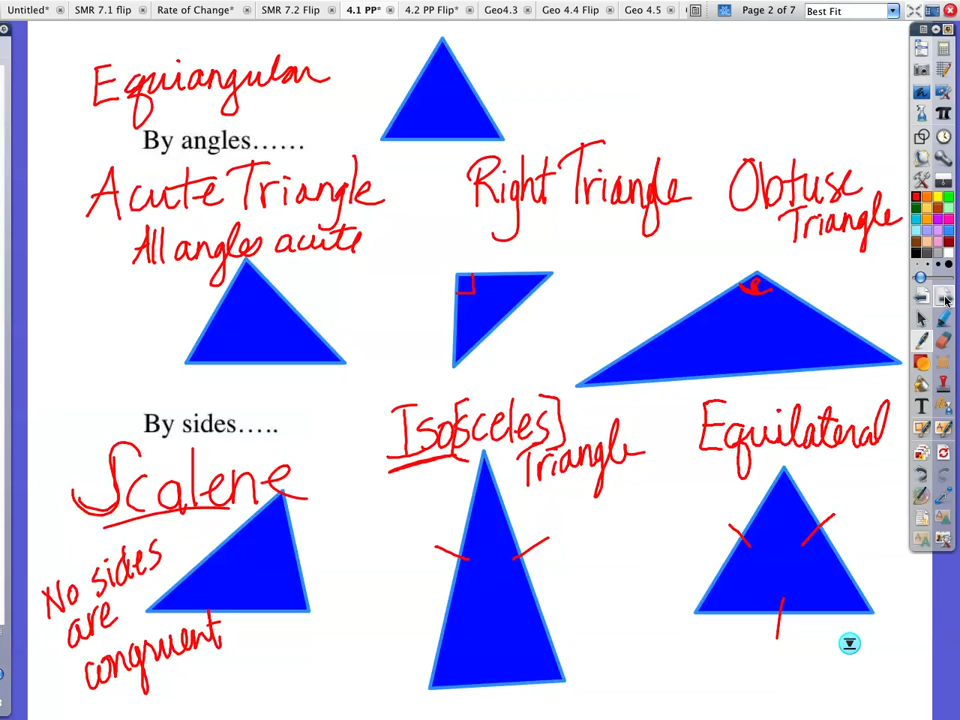 Untitled*
SMR 7.1 flip
Rate of Change*
SMR 7.2 Flip
4.1 PP*
4.2 PP Flip*
Geo4.3
Geo 4.4 Flip
Geo 4.5
Page 2 of 7
Best Fit
Equiangular
By angles……
Acute Triangle
All angles acute
Right Triangle
Obtuse
Triangle
By sides…..
Scalene
No sides
are
congruent
Iso[sceles]
Triangle
Equilateral